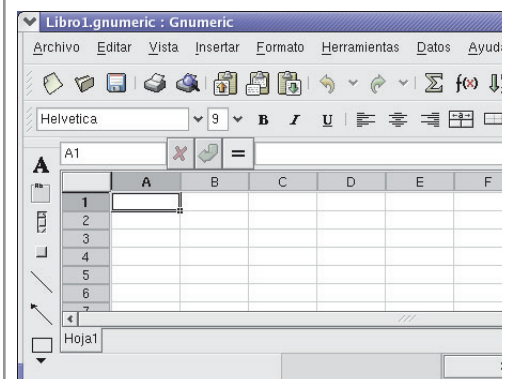 Libro1.gnumeric : Gnumeric
Archivo Editar Vista Insertar Formato Herramientas Datos Ayud
f(x)
Helvetica 9 B I U
A
A1 =
A B C D E F
1
2
3
4
5
6
7
Hoja1